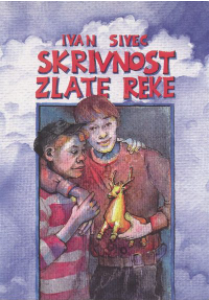 IVAN SIVEC
SKRIVNOST
ZLATE REKE